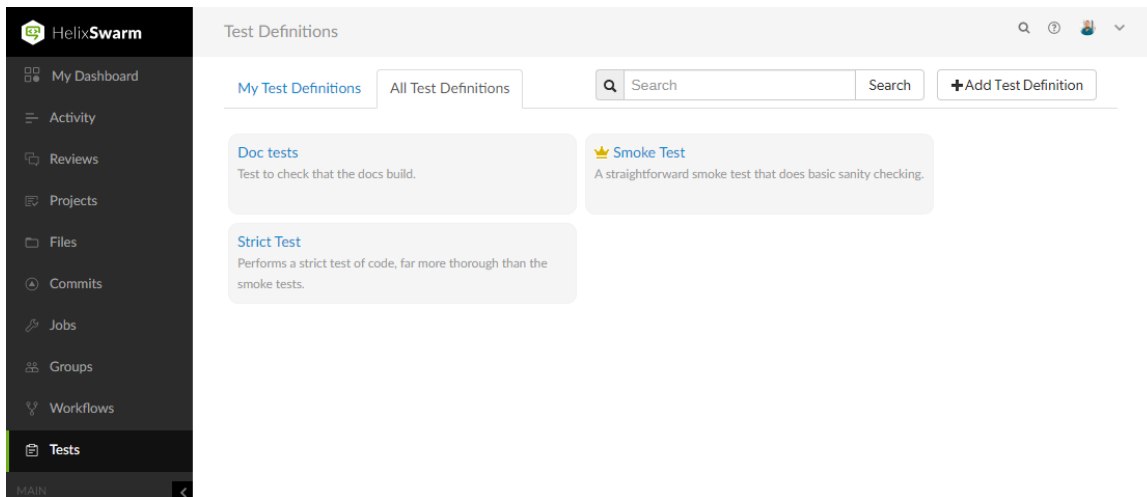 HelixSwarm
Test Definitions
My Dashboard
Activity
Reviews
Projects
Files
Commits
Jobs
Groups
Workflows
Tests
MAIN
My Test Definitions
All Test Definitions
Search
Search
+Add Test Definition
Doc tests
Test to check that the docs build.
Smoke Test
A straightforward smoke test that does basic sanity checking.
Strict Test
Performs a strict test of code, far more thorough than the
smoke tests.